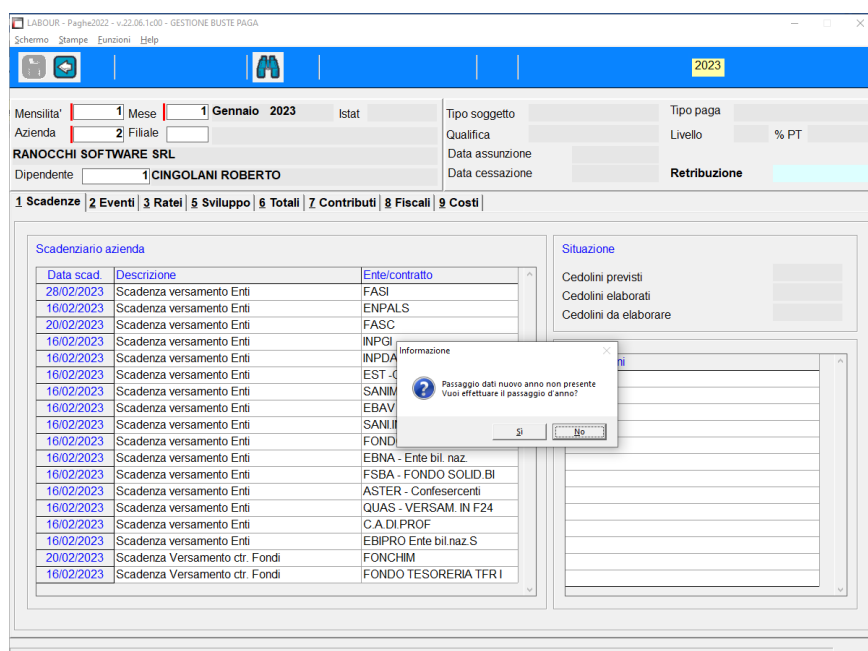 LABOUR - Paghe2022 - v.22.06.1c00 - GESTIONE BUSTE PAGA
Schermo Stampe Funzioni Help
2023
Mensilita' 1 Mese 1 Gennaio 2023 Istat
Azienda 2 Filiale
RANOCCHI SOFTWARE SRL
Dipendente 1 CINGOLANI ROBERTO
Tipo soggetto Tipo paga
Qualifica Livello % PT
Data assunzione
Data cessazione Retribuzione
1 Scadenze 2 Eventi 3 Ratei 5 Sviluppo 6 Totali 7 Contributi 8 Fiscali 9 Costi
Scadenziario azienda
Data scad. Descrizione Ente/contratto
28/02/2023 Scadenza versamento Enti FASI
16/02/2023 Scadenza versamento Enti ENPALS
20/02/2023 Scadenza versamento Enti FASC
16/02/2023 Scadenza versamento Enti INPGI
16/02/2023 Scadenza versamento Enti INPDA
16/02/2023 Scadenza versamento Enti EST -
16/02/2023 Scadenza versamento Enti SANIM
16/02/2023 Scadenza versamento Enti EBAV
16/02/2023 Scadenza versamento Enti SANI.I
16/02/2023 Scadenza versamento Enti FOND
16/02/2023 Scadenza versamento Enti EBNA - Ente bil. naz.
16/02/2023 Scadenza versamento Enti FSBA - FONDO SOLID.BI
16/02/2023 Scadenza versamento Enti ASTER - Confesercenti
16/02/2023 Scadenza versamento Enti QUAS - VERSAM. IN F24
16/02/2023 Scadenza versamento Enti C.A.DI.PROF
16/02/2023 Scadenza versamento Enti EBIPRO Ente bil.naz.S
20/02/2023 Scadenza Versamento ctr. Fondi FONCHIM
16/02/2023 Scadenza Versamento ctr. Fondi FONDO TESORERIA TFR I
Situazione
Cedolini previsti
Cedolini elaborati
Cedolini da elaborare
ni
Informazione
Passaggio dati nuovo anno non presente
Vuoi effettuare il passaggio d'anno?
Sì No